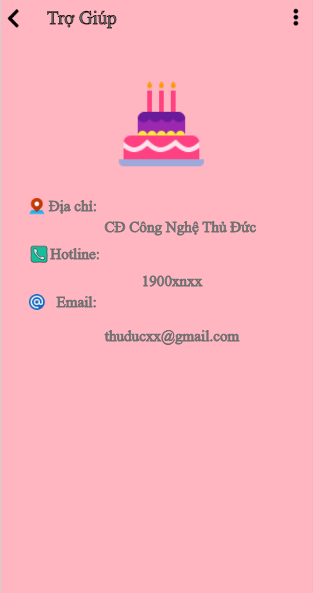 Trợ Giúp
Địa chỉ:
CĐ Công Nghệ Thủ Đức
Hotline:
1900xnxx
Email:
thuducxx@gmail.com